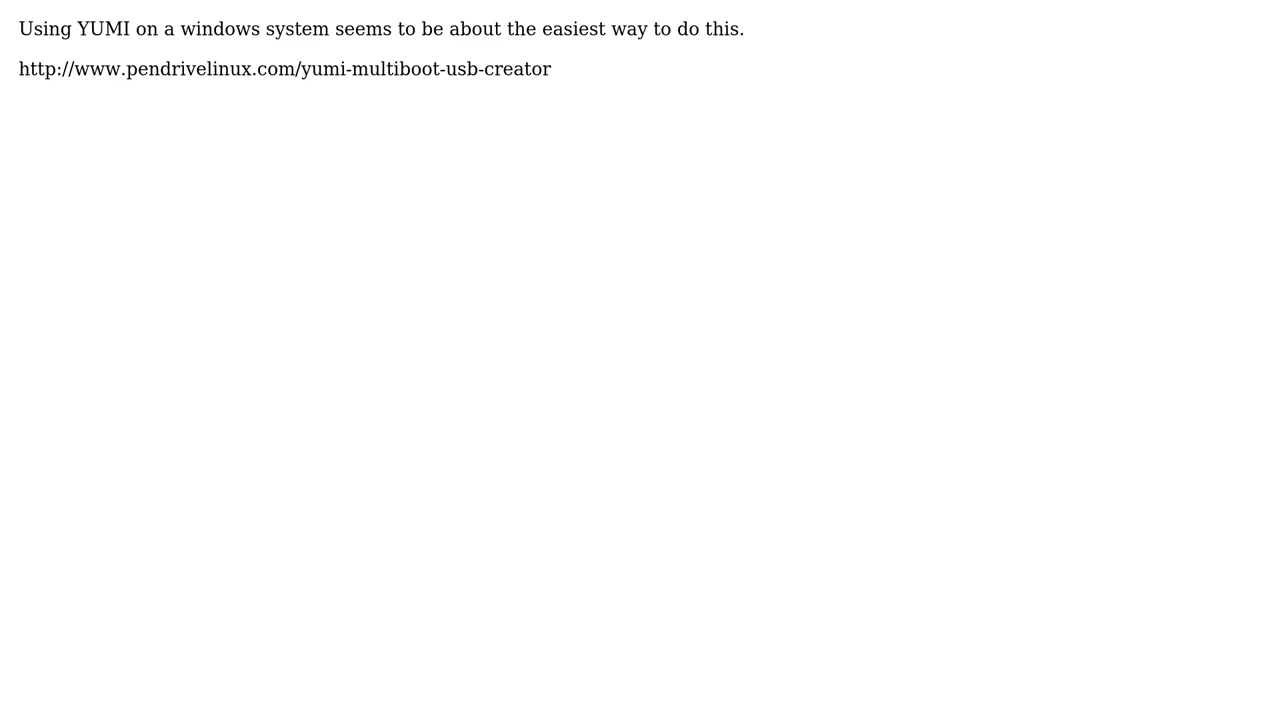 Using YUMI on a windows system seems to be about the easiest way to do this.
http://www.pendrivelinux.com/yumi-multiboot-usb-creator